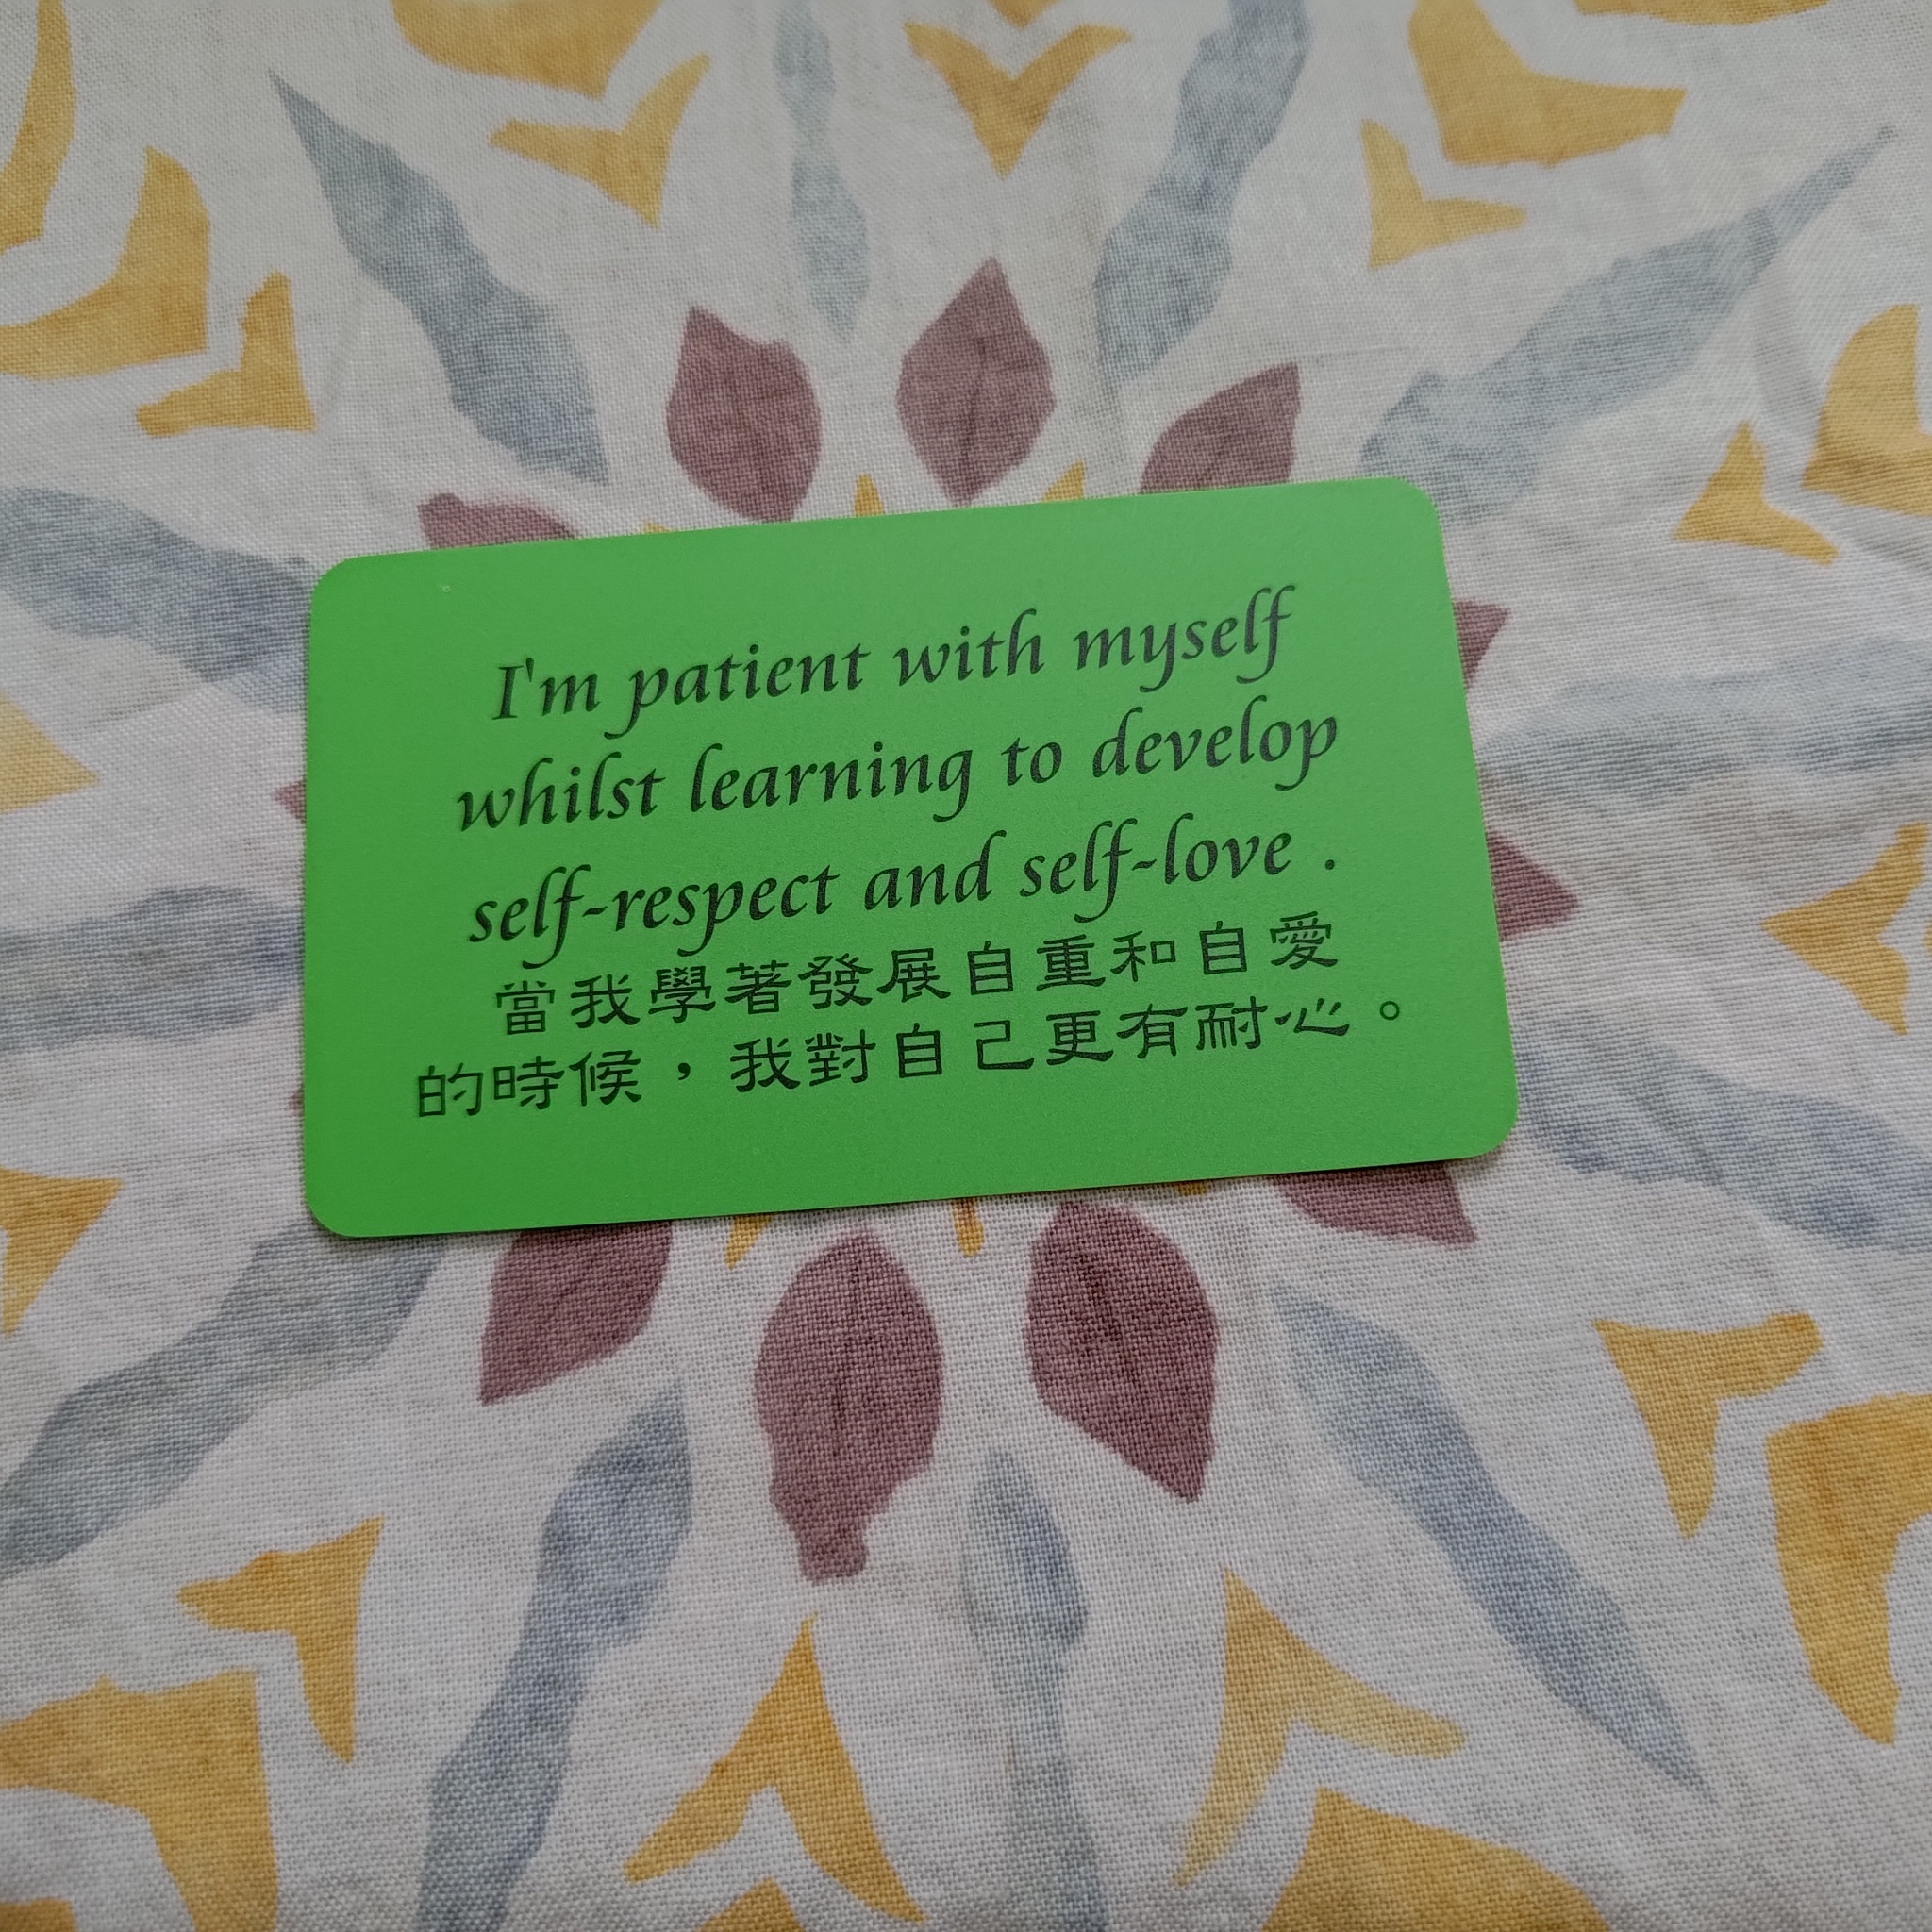 I'm patient with myself
whilst learning to develop
self-respect and self-love .
當我學著發展自重和自愛
的時候，我對自己更有耐心。